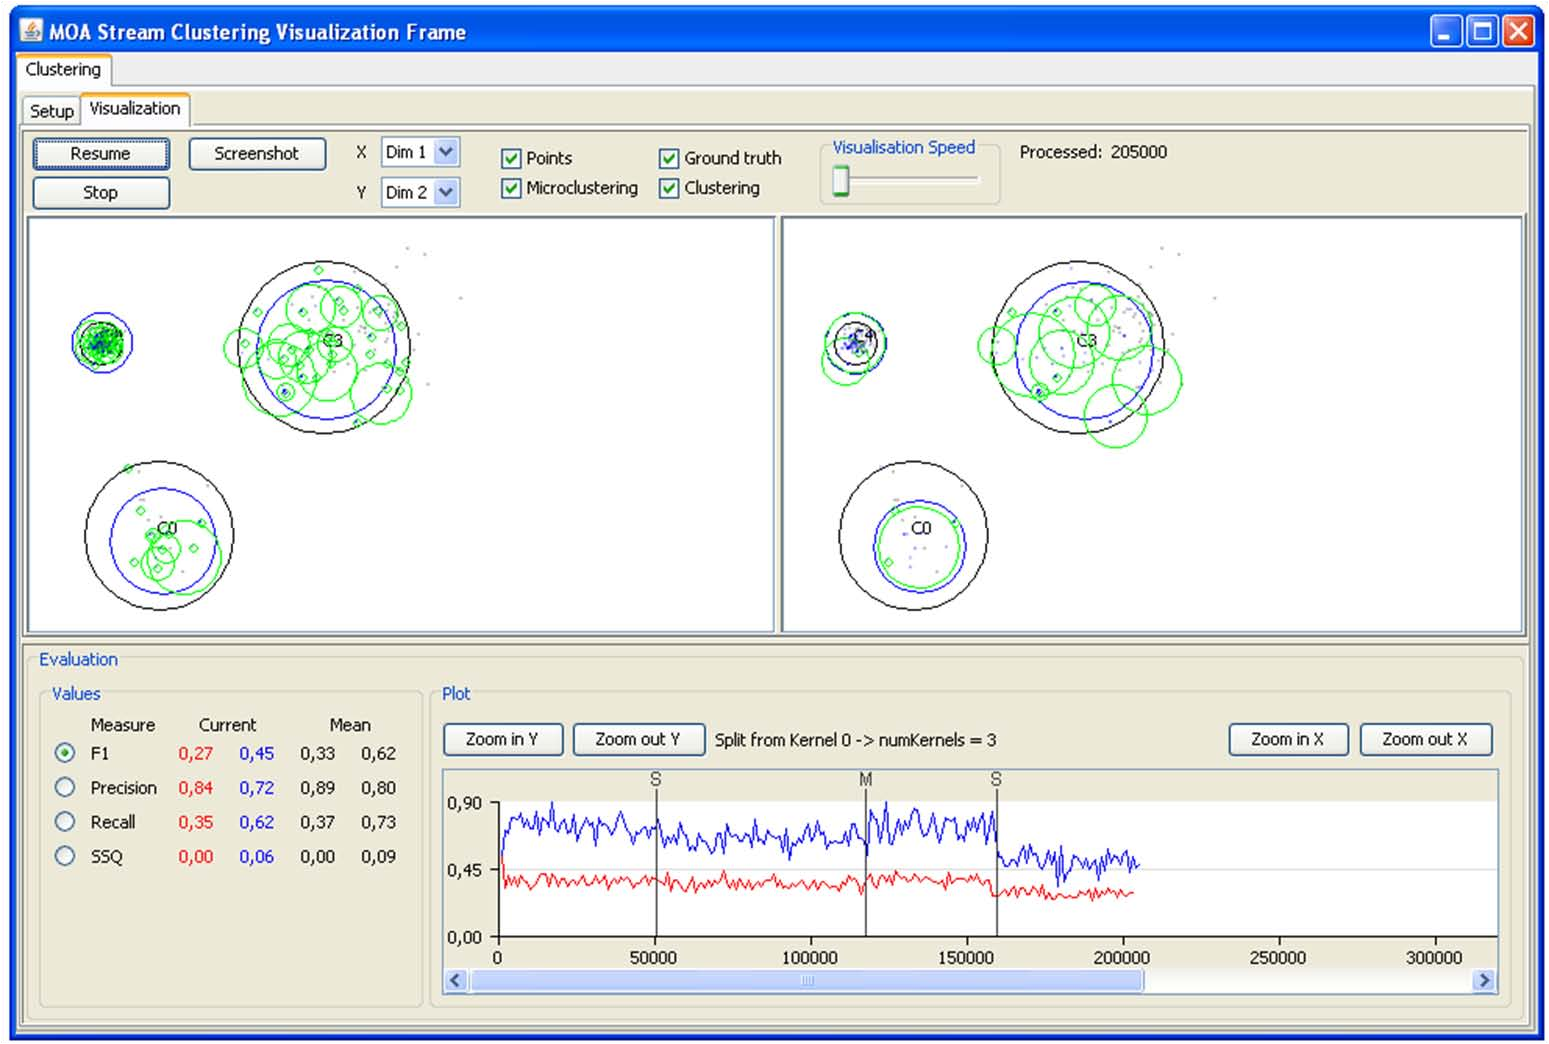 MOA Stream Clustering Visualization Frame
Clustering
Setup Visualization
Resume Screenshot X Dim 1 Points Ground truth Visualisation Speed Processed: 205000
Stop Y Dim 2 Microclustering Clustering
C3 C3
C0 C0
Evaluation
Values Plot
Measure Current Mean
Zoom in Y Zoom out Y Split from Kernel 0 -> numKernels = 3 Zoom in X Zoom out X
F1 0,27 0,45 0,33 0,62
Precision 0,84 0,72 0,89 0,80
Recall 0,35 0,62 0,37 0,73
SSQ 0,00 0,06 0,00 0,09
S M S
0,90
0,45
0,00
0 50000 100000 150000 200000 250000 300000